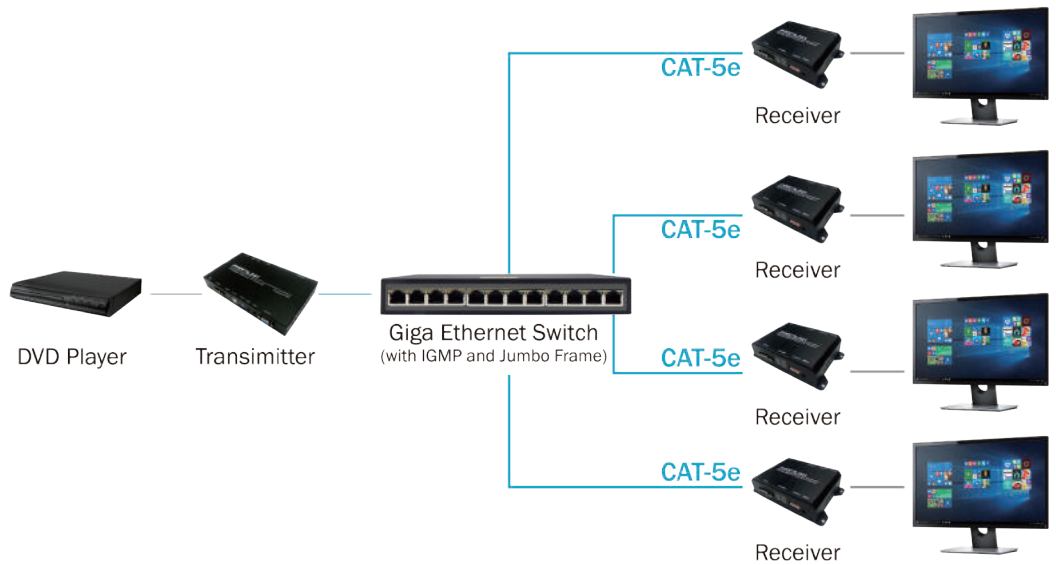 CAT-5e
Receiver
CAT-5e
Receiver
DVD Player
Transimitter
Giga Ethernet Switch
(with IGMP and Jumbo Frame)
CAT-5e
Receiver
CAT-5e
Receiver